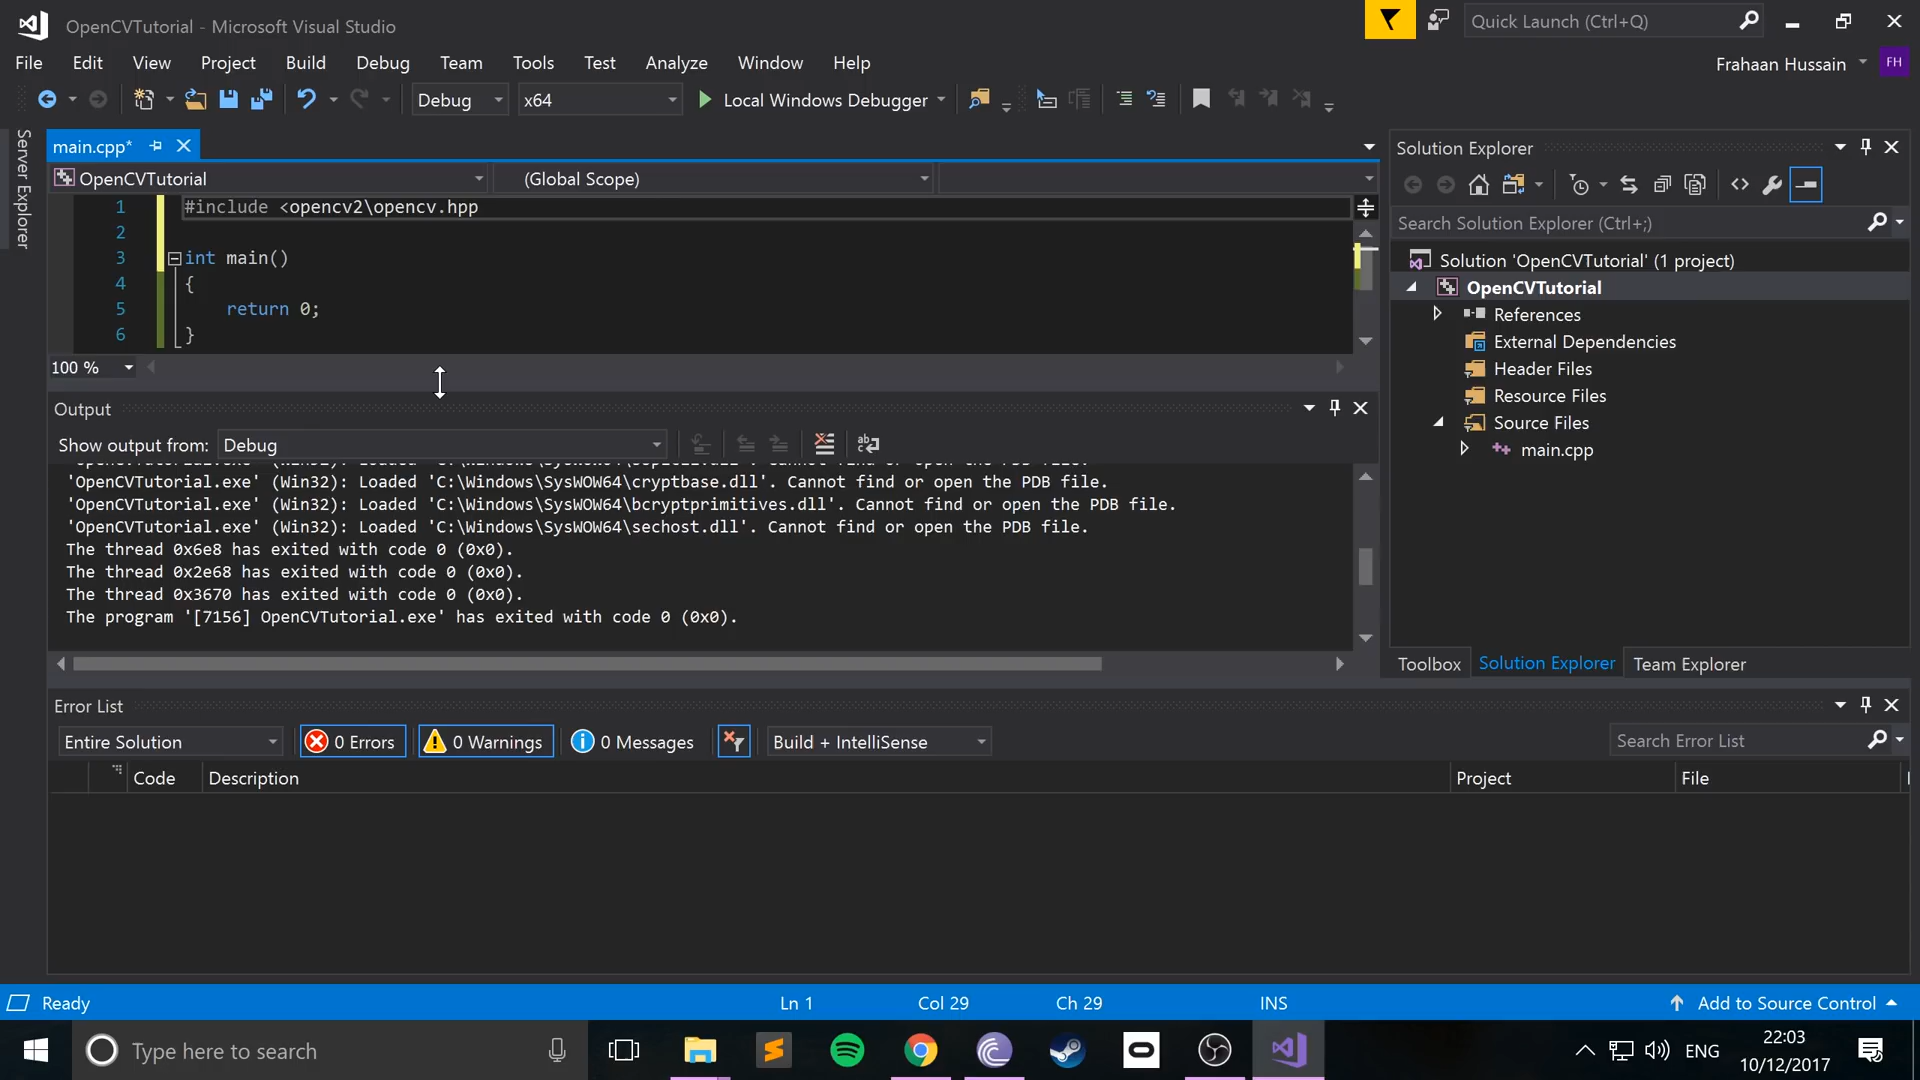 OpenCVTutorial - Microsoft Visual Studio
Quick Launch (Ctrl+Q)
File Edit View Project Build Debug Team Tools Test Analyze Window Help
Frahaan Hussain FH
Debug x64 Local Windows Debugger
Server Explorer
main.cpp*
OpenCVTutorial (Global Scope)
1 #include <opencv2\opencv.hpp
2
3 int main()
4 {
5 return 0;
6 }
100 %
Output
Show output from: Debug
'OpenCVTutorial.exe' (Win32): Loaded 'C:\Windows\SysWOW64\cryptbase.dll'. Cannot find or open the PDB file.
'OpenCVTutorial.exe' (Win32): Loaded 'C:\Windows\SysWOW64\bcryptprimitives.dll'. Cannot find or open the PDB file.
'OpenCVTutorial.exe' (Win32): Loaded 'C:\Windows\SysWOW64\sechost.dll'. Cannot find or open the PDB file.
The thread 0x6e8 has exited with code 0 (0x0).
The thread 0x2e68 has exited with code 0 (0x0).
The thread 0x3670 has exited with code 0 (0x0).
The program '[7156] OpenCVTutorial.exe' has exited with code 0 (0x0).
Solution Explorer
Search Solution Explorer (Ctrl+;)
Solution 'OpenCVTutorial' (1 project)
OpenCVTutorial
References
External Dependencies
Header Files
Resource Files
Source Files
main.cpp
Toolbox Solution Explorer Team Explorer
Error List
Entire Solution 0 Errors 0 Warnings 0 Messages Build + IntelliSense Search Error List
Code Description Project File
Ready Ln 1 Col 29 Ch 29 INS Add to Source Control
Type here to search
ENG
22:03
10/12/2017